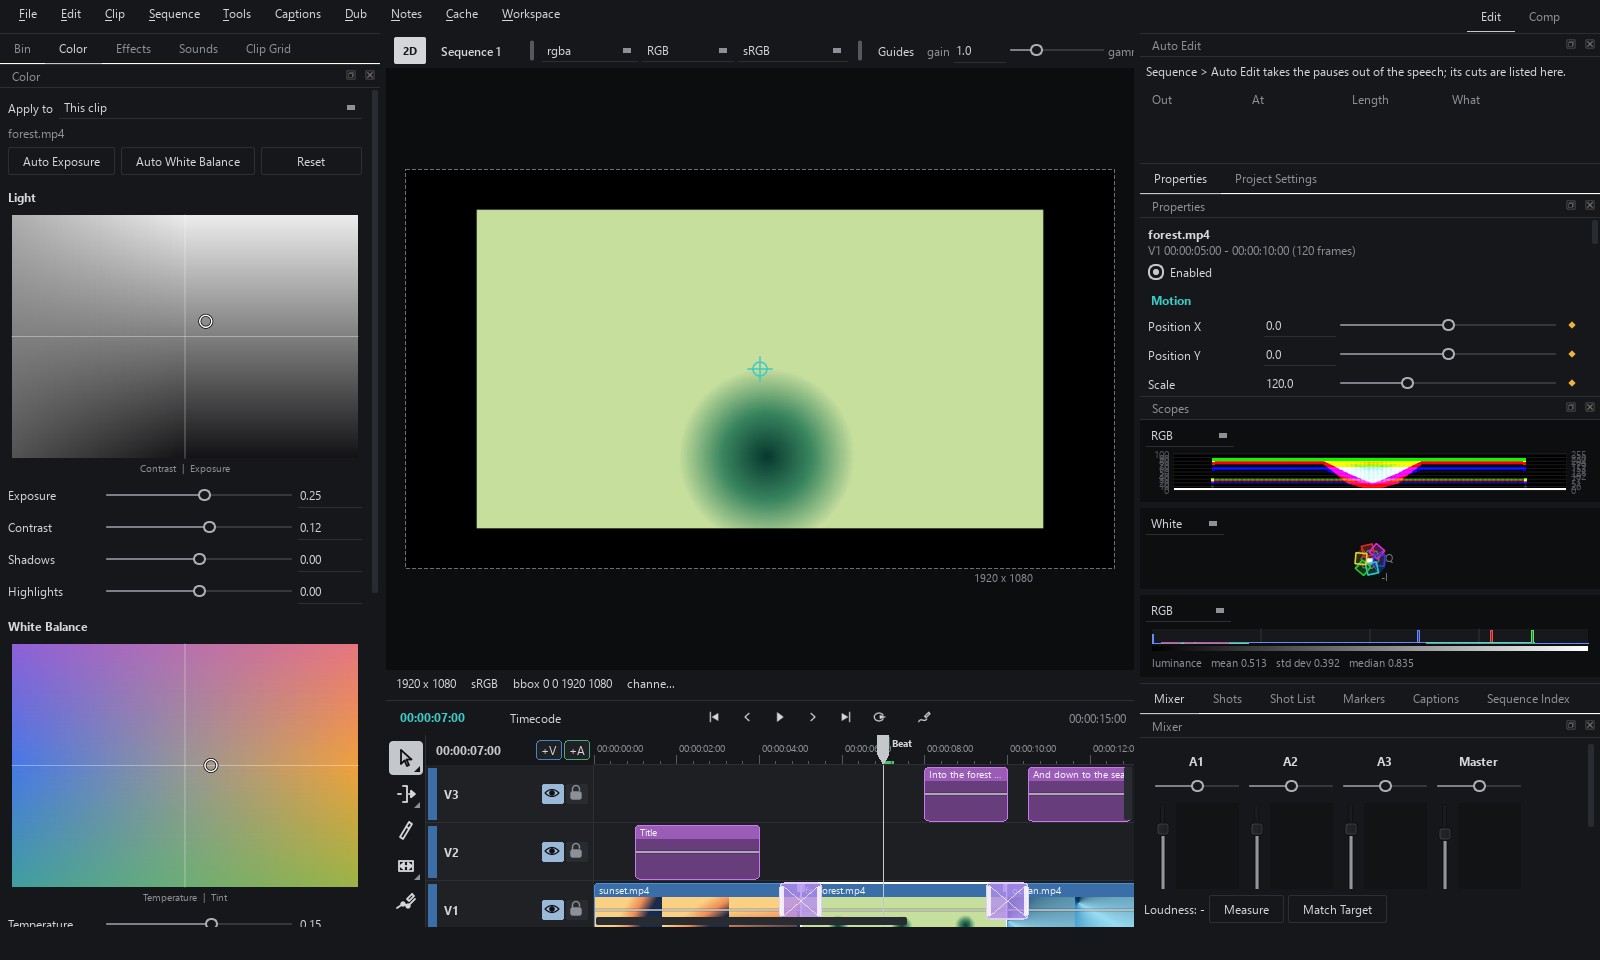 File Edit Clip Sequence Tools Captions Dub Notes Cache Workspace
Edit Comp
Bin Color Effects Sounds Clip Grid
2D Sequence 1 rgba RGB sRGB Guides gain 1.0
Color
Apply to This clip
forest.mp4
Auto Exposure Auto White Balance Reset
Light
Contrast | Exposure
Exposure 0.25
Contrast 0.12
Shadows 0.00
Highlights 0.00
White Balance
Temperature | Tint
Temperature 0.15
1920 x 1080
1920 x 1080 sRGB bbox 0 0 1920 1080 channe...
00:00:07:00 Timecode 00:00:15:00
00:00:07:00 +V +A
00:00:00:00 00:00:02:00 00:00:04:00 Beat 00:00:08:00 00:00:10:00
V3 Into the forest ... And down to the sea
V2 Title
V1 sunset.mp4 orest.mp4 an.mp4
Auto Edit
Sequence > Auto Edit takes the pauses out of the speech; its cuts are listed here.
Out At Length What
Properties Project Settings
Properties
forest.mp4
V1 00:00:05:00 - 00:00:10:00 (120 frames)
Enabled
Motion
Position X 0.0
Position Y 0.0
Scale 120.0
Scopes
RGB
100 255
0 0
White
Q
-I
RGB
luminance mean 0.513 std dev 0.392 median 0.835
Mixer Shots Shot List Markers Captions Sequence Index
Mixer
A1 A2 A3 Master
Loudness: - Measure Match Target